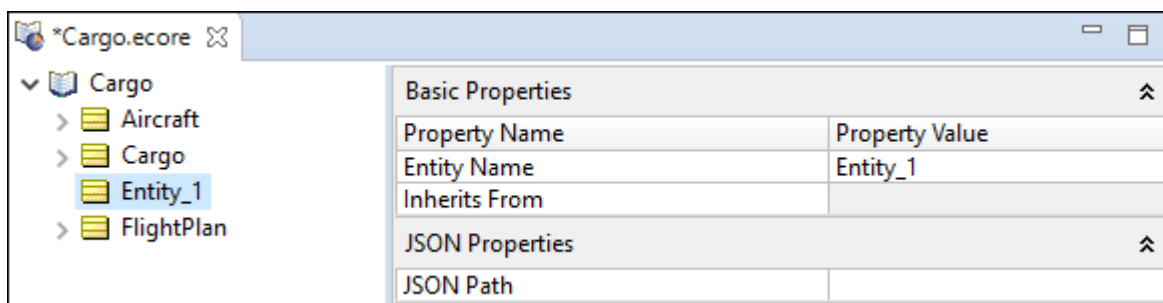 *Cargo.ecore
Cargo
Aircraft
Cargo
Entity_1
FlightPlan
Basic Properties
Property Name Property Value
Entity Name Entity_1
Inherits From
JSON Properties
JSON Path